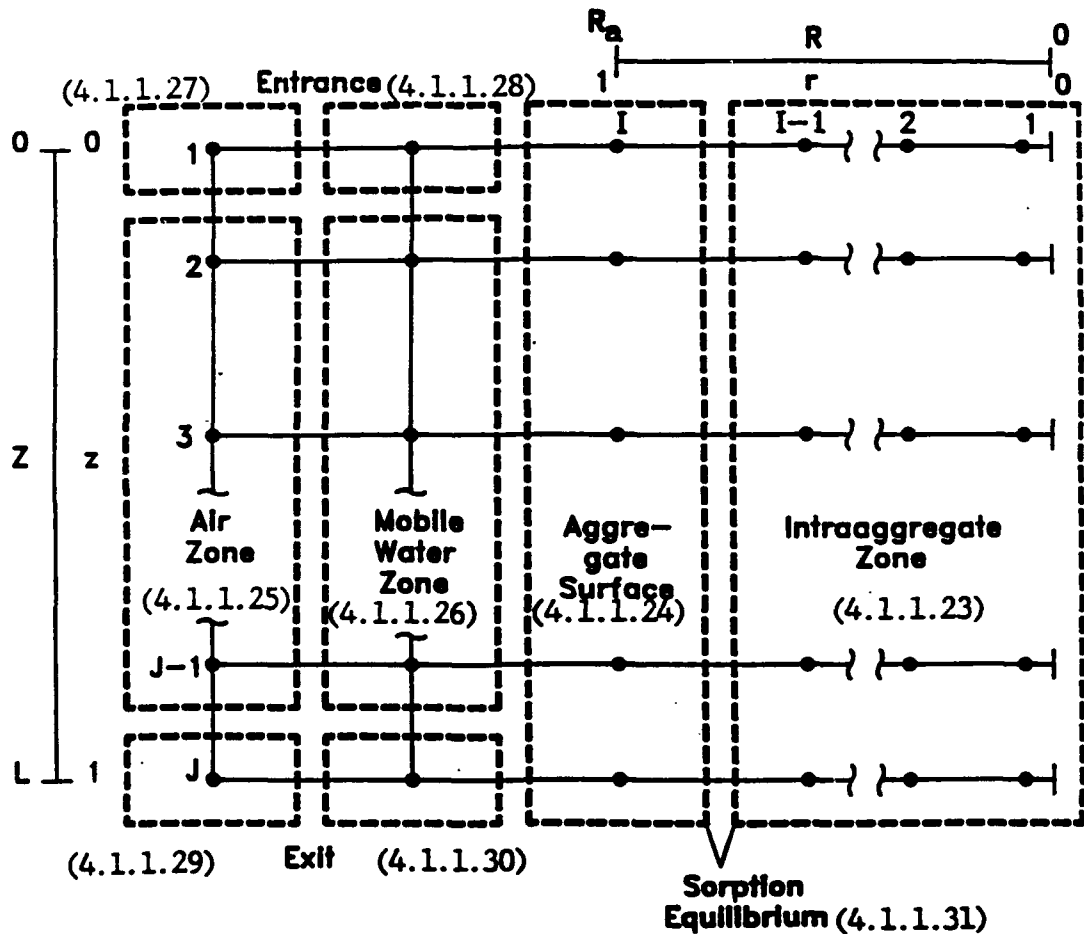 Ra R 0
1 r 0
(4.1.1.27) Entrance (4.1.1.28)
I I-1 2 1
0 0 1
2
3
Z z
Air
Zone
(4.1.1.25)
Mobile
Water
Zone
(4.1.1.26)
Aggre-
gate
Surface
(4.1.1.24)
Intraaggregate
Zone
(4.1.1.23)
J-1
L 1 J
(4.1.1.29) Exit (4.1.1.30)
Sorption
Equilibrium (4.1.1.31)